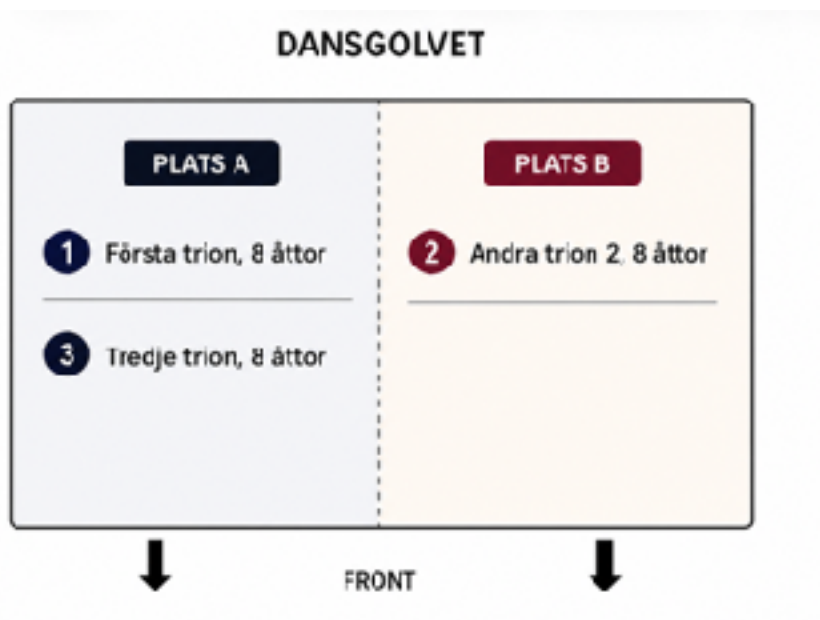 DANSGOLVET
PLATS A
PLATS B
1 Första trion, 8 åttor
2 Andra trion 2, 8 åttor
3 Tredje trion, 8 åttor
FRONT